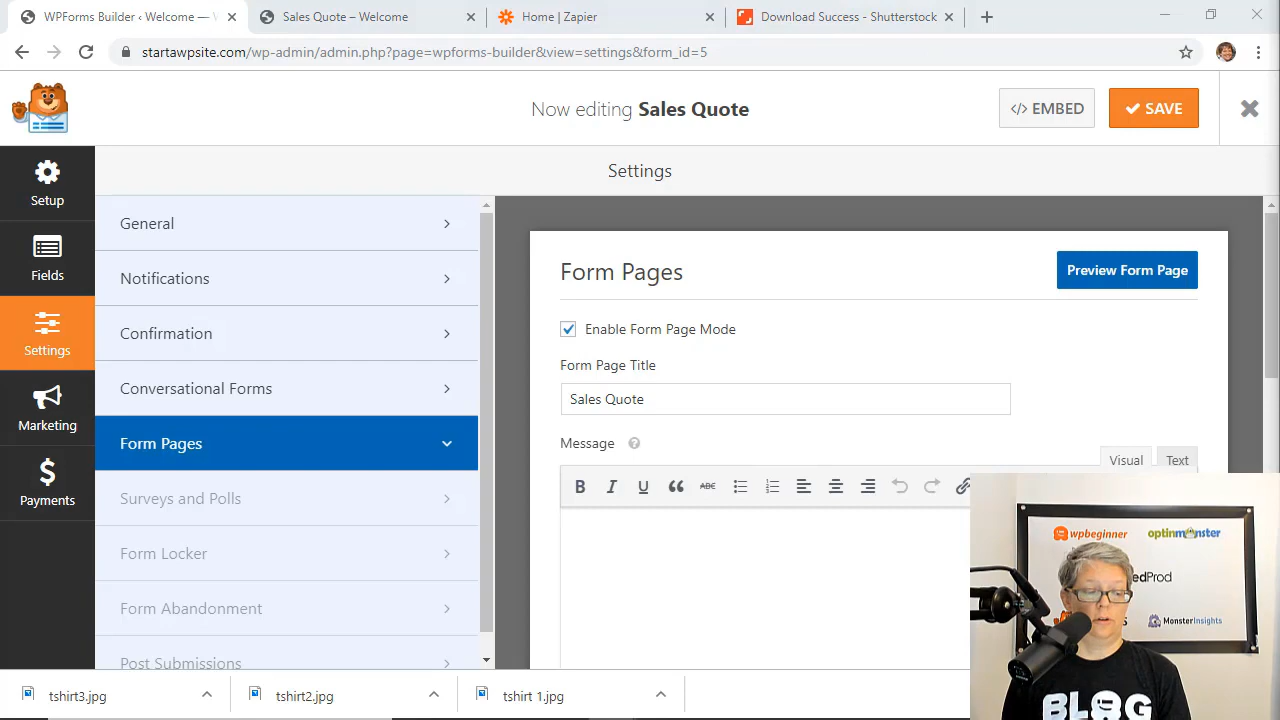 WPForms Builder ‹ Welcome — W
Sales Quote – Welcome
Home | Zapier
Download Success - Shutterstock
startawpsite.com/wp-admin/admin.php?page=wpforms-builder&view=settings&form_id=5
Now editing Sales Quote
</> EMBED
SAVE
Settings
Setup
Fields
Settings
Marketing
Payments
General
Notifications
Confirmation
Conversational Forms
Form Pages
Surveys and Polls
Form Locker
Form Abandonment
Post Submissions
Form Pages
Preview Form Page
Enable Form Page Mode
Form Page Title
Sales Quote
Message
Visual
Text
B I U ABC
wpbeginner
optinmonster
edProd
MonsterInsights
BLOG
tshirt3.jpg
tshirt2.jpg
tshirt 1.jpg